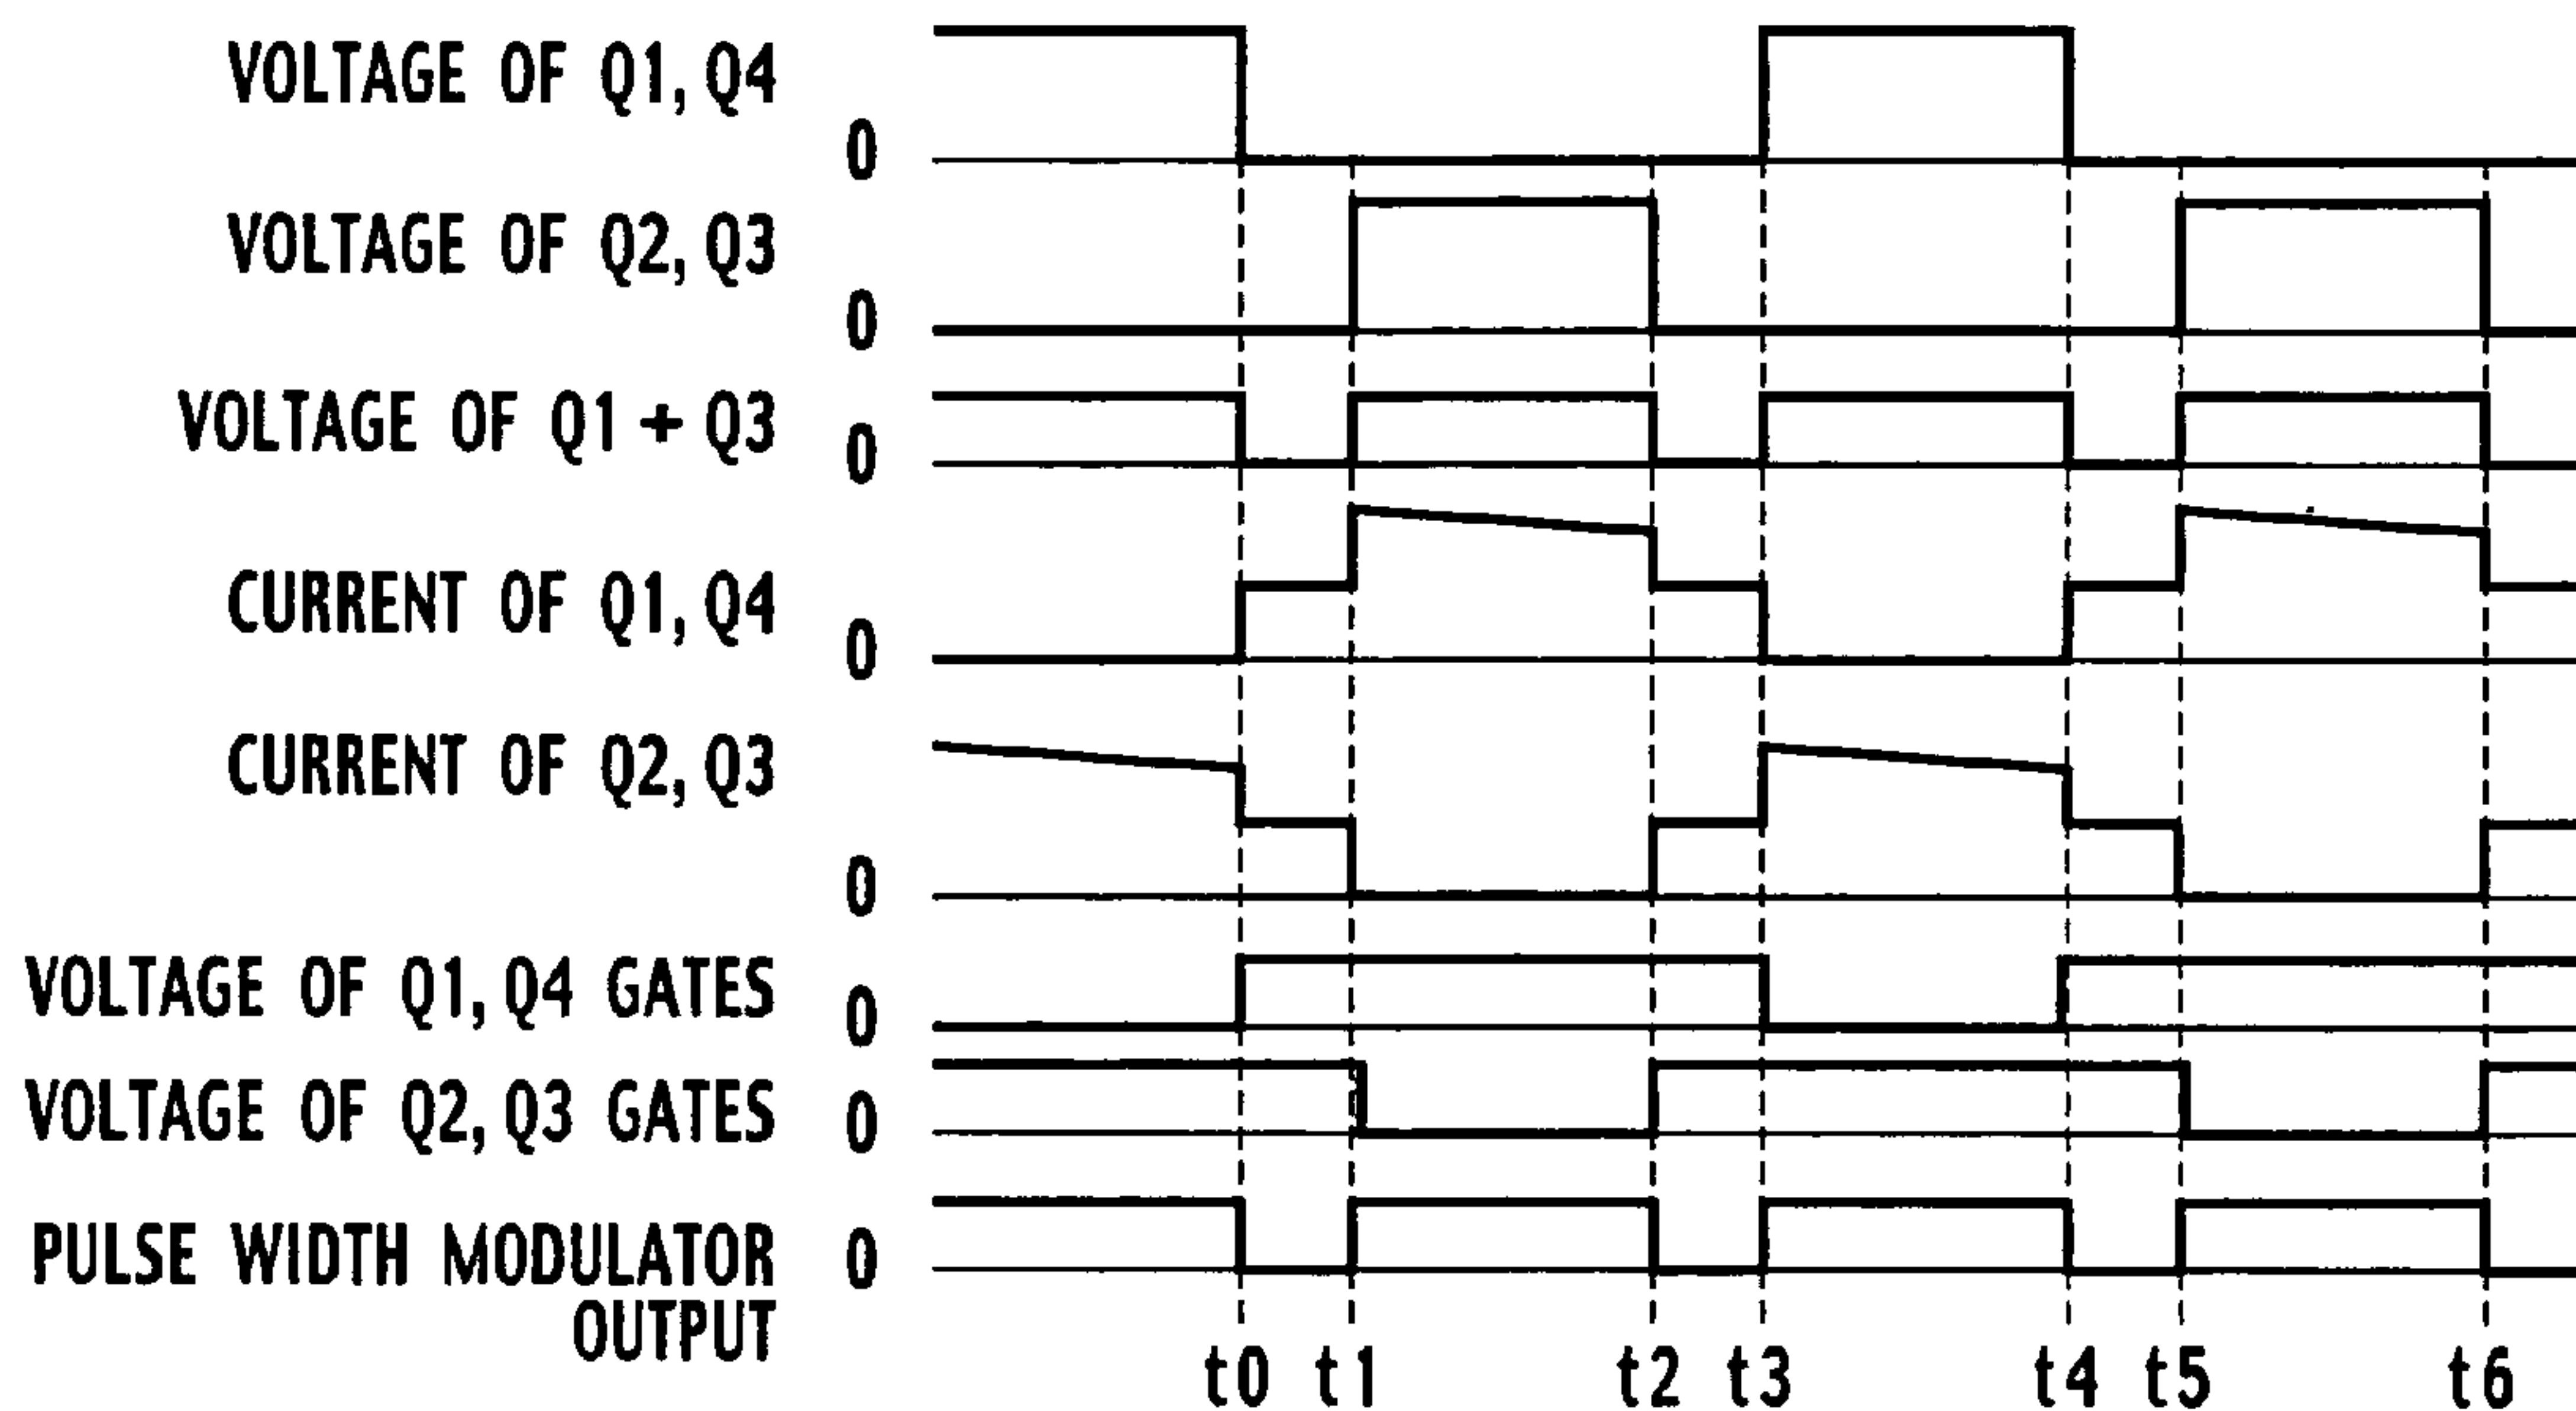 VOLTAGE OF Q1, Q4
0
VOLTAGE OF Q2, Q3
0
VOLTAGE OF Q1 + Q3
0
CURRENT OF Q1, Q4
0
CURRENT OF Q2, Q3
0
VOLTAGE OF Q1, Q4 GATES
0
VOLTAGE OF Q2, Q3 GATES
0
PULSE WIDTH MODULATOR
OUTPUT
0
t0 t1 t2 t3 t4 t5 t6